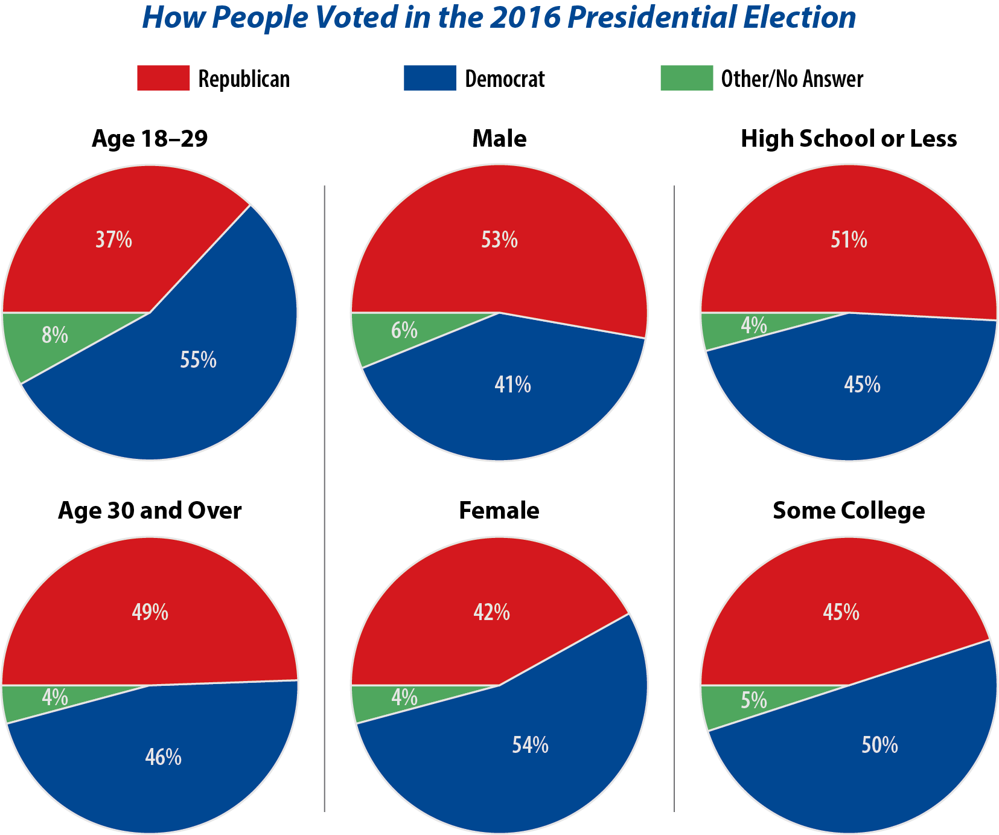 How People Voted in the 2016 Presidential Election
Republican
Democrat
Other/No Answer
Age 18–29
37%
8%
55%
Male
53%
6%
41%
High School or Less
51%
4%
45%
Age 30 and Over
49%
4%
46%
Female
42%
4%
54%
Some College
45%
5%
50%